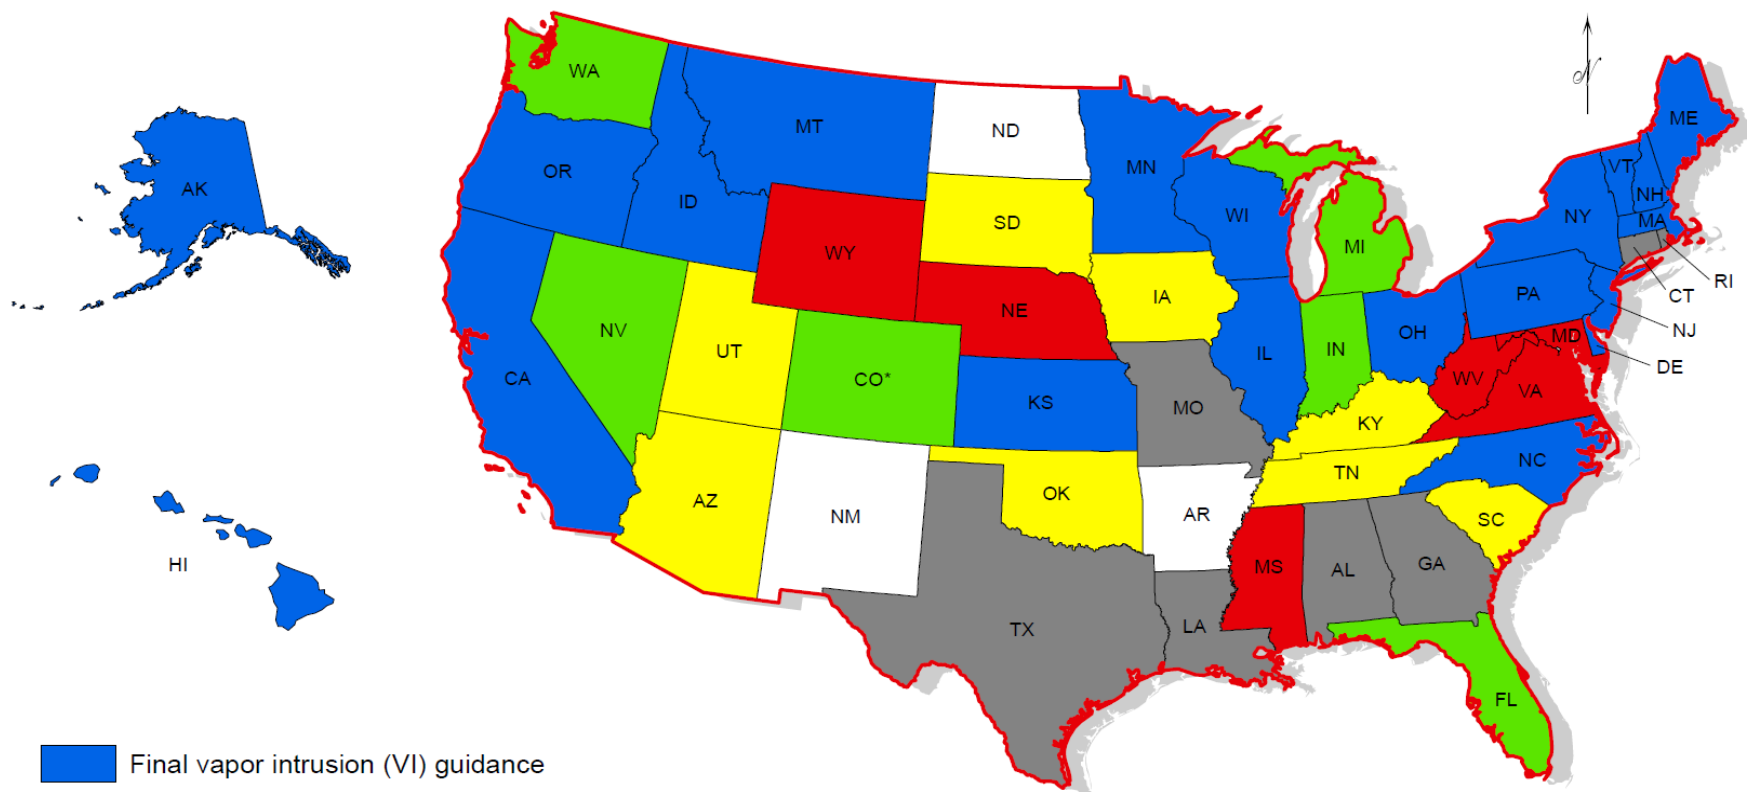 N
WA
MT
ND
MN
ME
OR
ID
SD
WI
VT
NH
NY
MA
AK
WY
MI
RI
CT
IA
NE
PA
NJ
NV
UT
IL
IN
OH
MD
DE
CA
CO*
KS
MO
WV
VA
KY
NC
TN
AZ
OK
NM
AR
SC
HI
MS
AL
GA
TX
LA
FL
Final vapor intrusion (VI) guidance